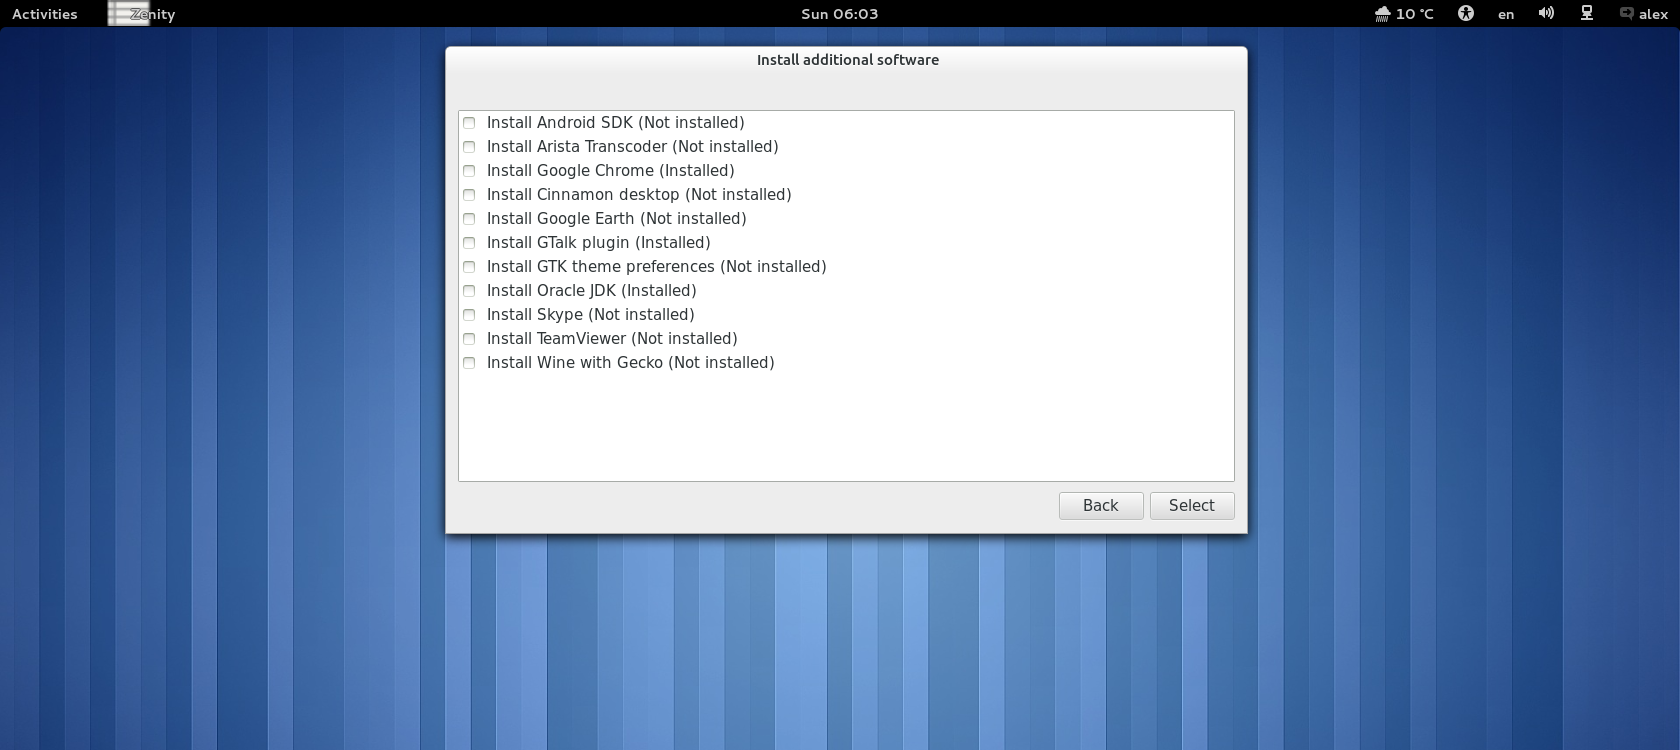 Activities Zenity Sun 06:03 10 °C en alex
Install additional software
Install Android SDK (Not installed)
Install Arista Transcoder (Not installed)
Install Google Chrome (Installed)
Install Cinnamon desktop (Not installed)
Install Google Earth (Not installed)
Install GTalk plugin (Installed)
Install GTK theme preferences (Not installed)
Install Oracle JDK (Installed)
Install Skype (Not installed)
Install TeamViewer (Not installed)
Install Wine with Gecko (Not installed)
Back Select